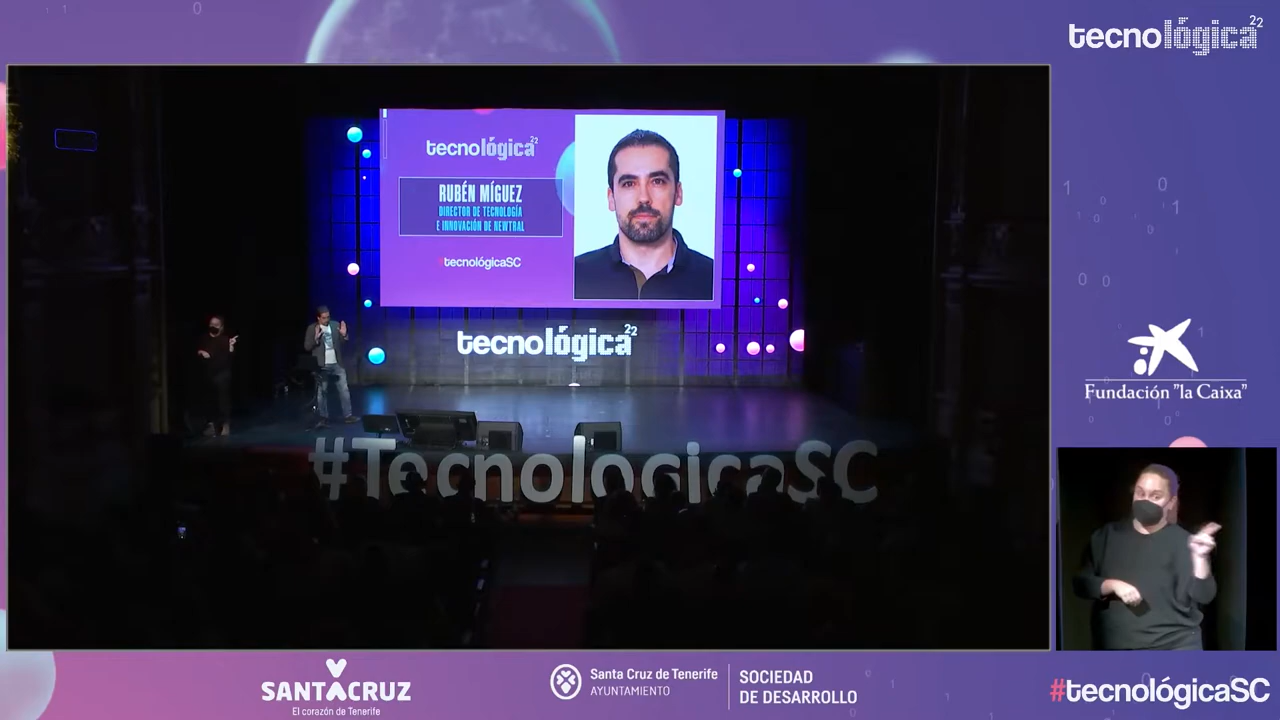 tecnológica22
tecnológica22
RUBÉN MÍGUEZ
DIRECTOR DE TECNOLOGÍA
E INNOVACIÓN DE NEWTRAL
#tecnológicaSC
tecnológica22
#TecnologicaSC
Fundación "la Caixa"
SANTACRUZ
El corazón de Tenerife
Santa Cruz de Tenerife
AYUNTAMIENTO
SOCIEDAD
DE DESARROLLO
#tecnológicaSC